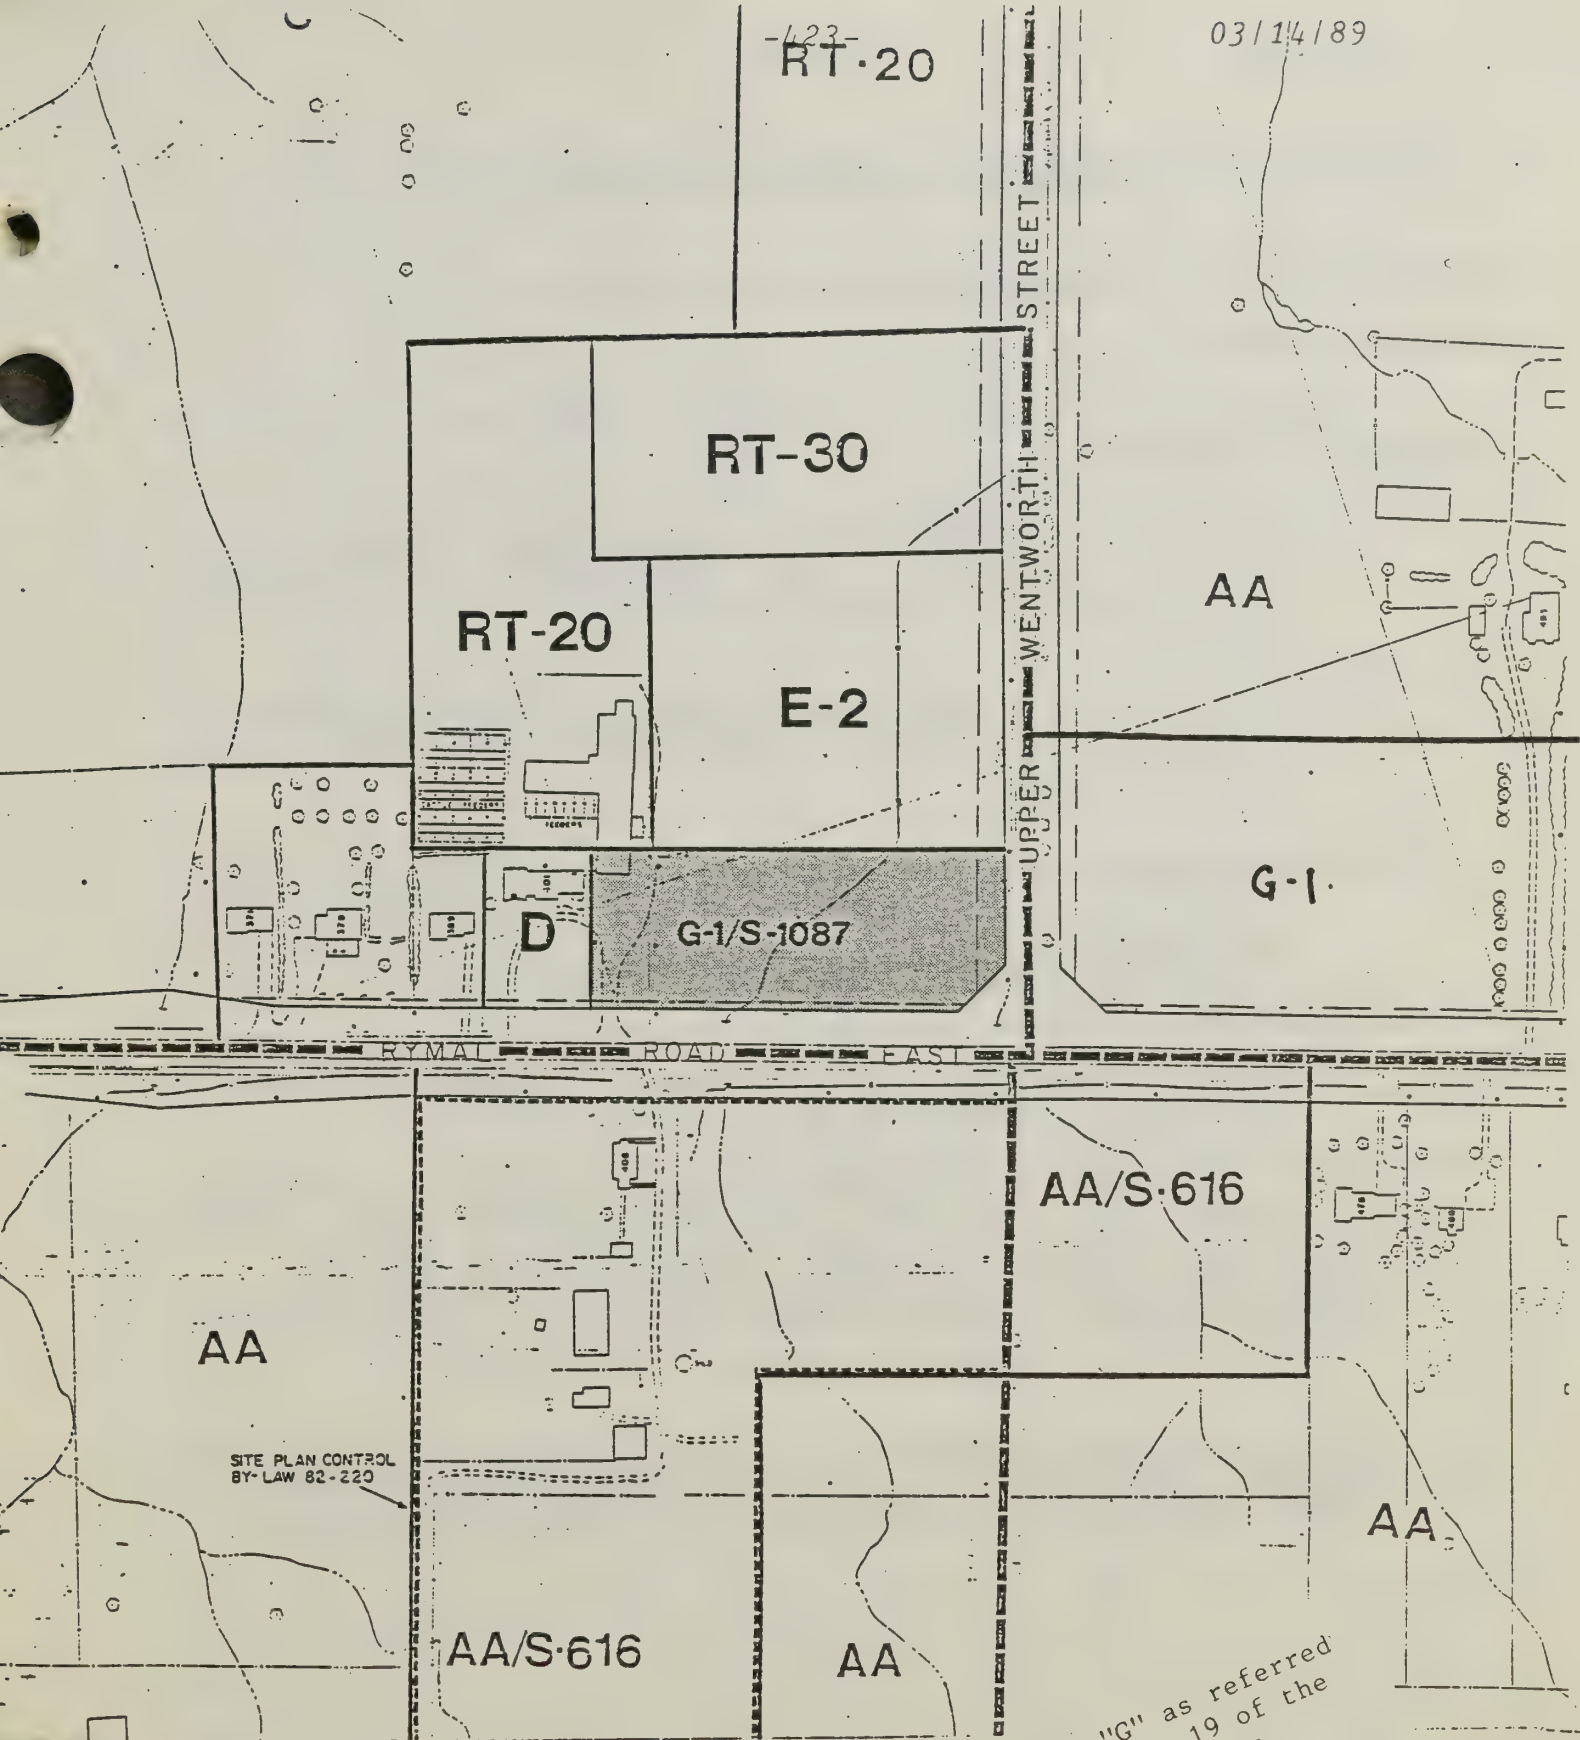 -423-
03/14/89
RT·20
UPPER WENTWORTH STREET
RT-30
AA
RT-20
E-2
FEEDERS
G-1.
D
G-1/S-1087
RYMAL ROAD EAST
AA/S·616
AA
SITE PLAN CONTROL
BY-LAW 82-220
AA
AA/S·616
AA
"G" as referred
19 of the